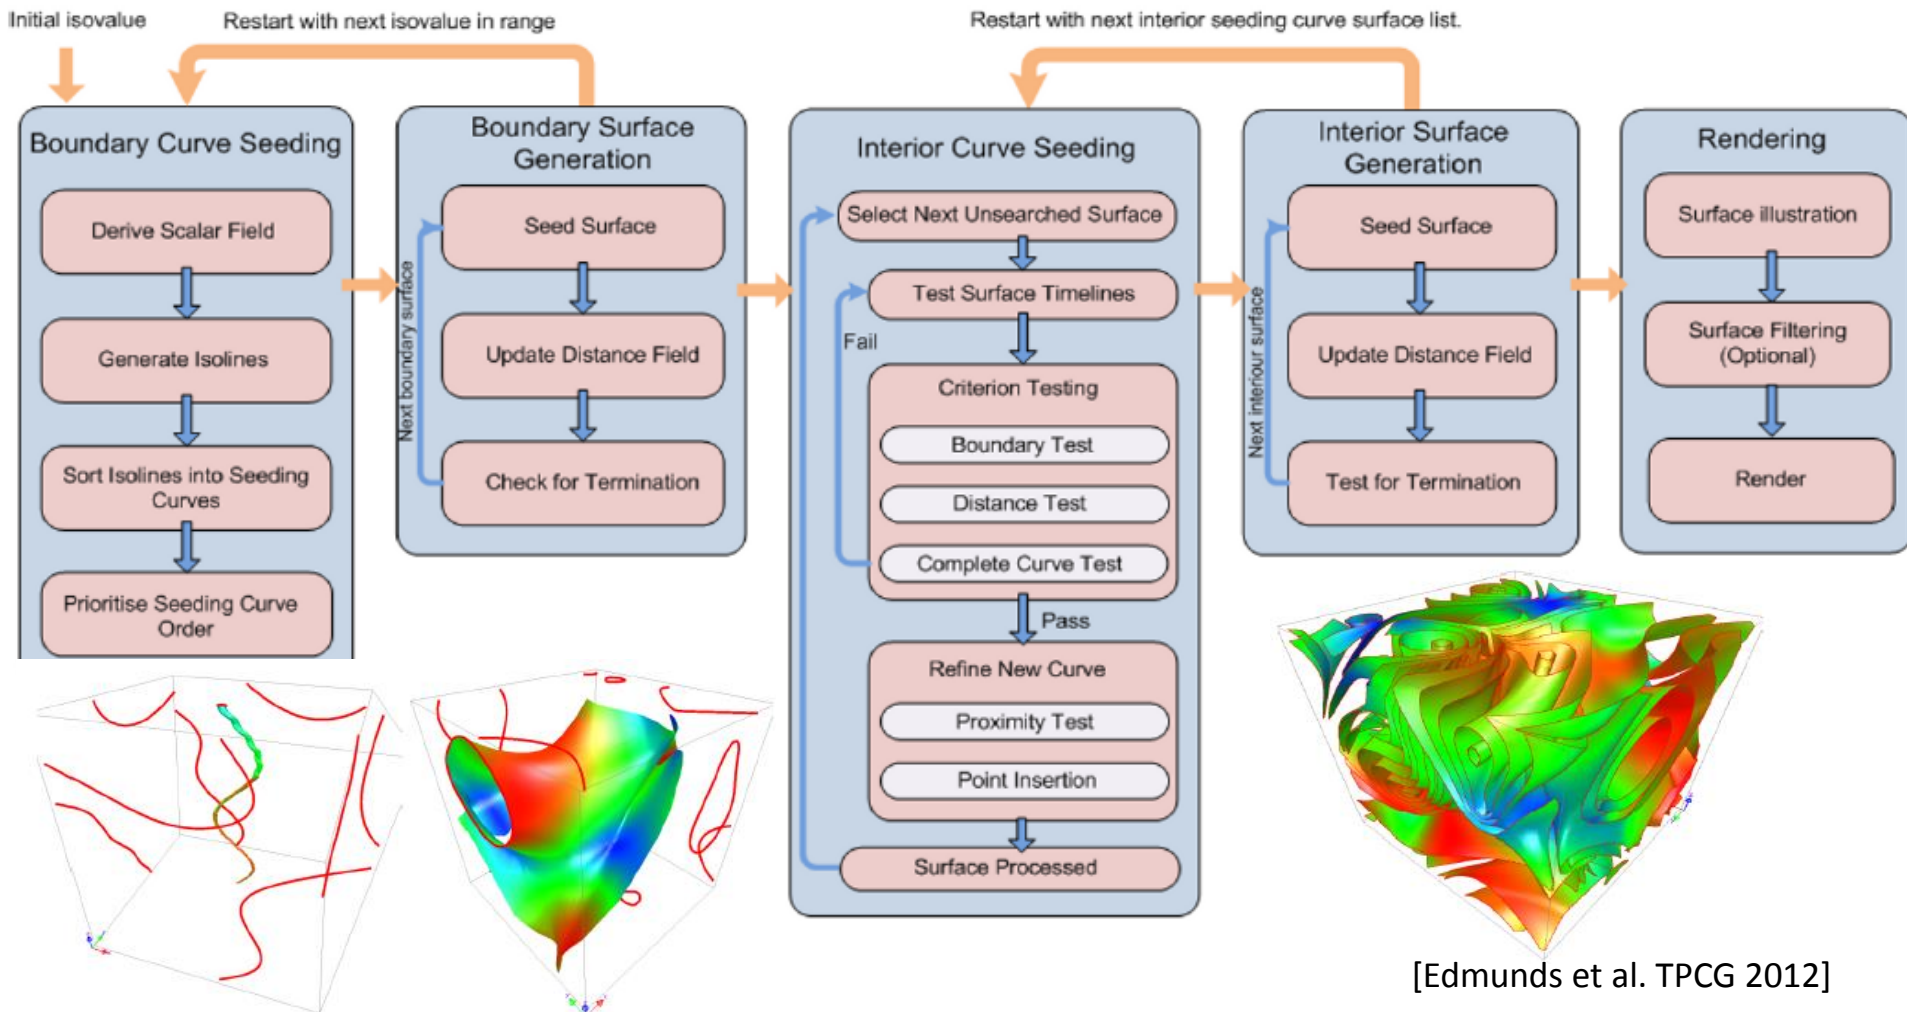 Initial isovalue
Restart with next isovalue in range
Restart with next interior seeding curve surface list.
Boundary Curve Seeding
Derive Scalar Field
Generate Isolines
Sort Isolines into Seeding
Curves
Prioritise Seeding Curve
Order
Boundary Surface
Generation
Seed Surface
Update Distance Field
Check for Termination
Next boundary surface
Interior Curve Seeding
Select Next Unsearched Surface
Test Surface Timelines
Fail
Criterion Testing
Boundary Test
Distance Test
Complete Curve Test
Pass
Refine New Curve
Proximity Test
Point Insertion
Surface Processed
Interior Surface
Generation
Seed Surface
Update Distance Field
Test for Termination
Next interiour surface
Rendering
Surface illustration
Surface Filtering
(Optional)
Render
[Edmunds et al. TPCG 2012]